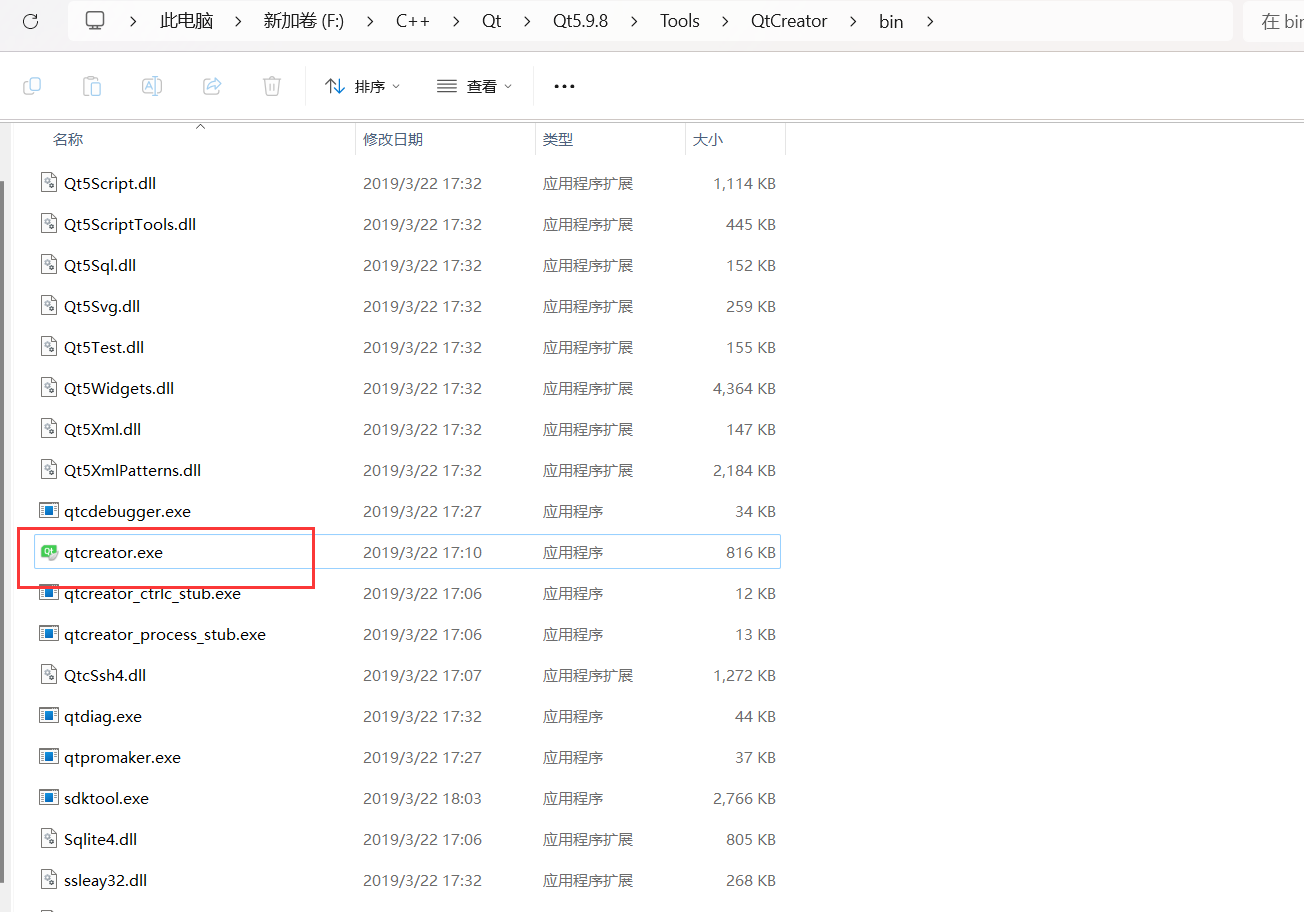 此电脑 > 新加卷 (F:) > C++ > Qt > Qt5.9.8 > Tools > QtCreator > bin > 在 bin
排序 查看
名称 修改日期 类型 大小
Qt5Script.dll 2019/3/22 17:32 应用程序扩展 1,114 KB
Qt5ScriptTools.dll 2019/3/22 17:32 应用程序扩展 445 KB
Qt5Sql.dll 2019/3/22 17:32 应用程序扩展 152 KB
Qt5Svg.dll 2019/3/22 17:32 应用程序扩展 259 KB
Qt5Test.dll 2019/3/22 17:32 应用程序扩展 155 KB
Qt5Widgets.dll 2019/3/22 17:32 应用程序扩展 4,364 KB
Qt5Xml.dll 2019/3/22 17:32 应用程序扩展 147 KB
Qt5XmlPatterns.dll 2019/3/22 17:32 应用程序扩展 2,184 KB
qtcdebugger.exe 2019/3/22 17:27 应用程序 34 KB
qtcreator.exe 2019/3/22 17:10 应用程序 816 KB
qtcreator_ctrlc_stub.exe 2019/3/22 17:06 应用程序 12 KB
qtcreator_process_stub.exe 2019/3/22 17:06 应用程序 13 KB
QtcSsh4.dll 2019/3/22 17:07 应用程序扩展 1,272 KB
qtdiag.exe 2019/3/22 17:32 应用程序 44 KB
qtpromaker.exe 2019/3/22 17:27 应用程序 37 KB
sdktool.exe 2019/3/22 18:03 应用程序 2,766 KB
Sqlite4.dll 2019/3/22 17:06 应用程序扩展 805 KB
ssleay32.dll 2019/3/22 17:32 应用程序扩展 268 KB